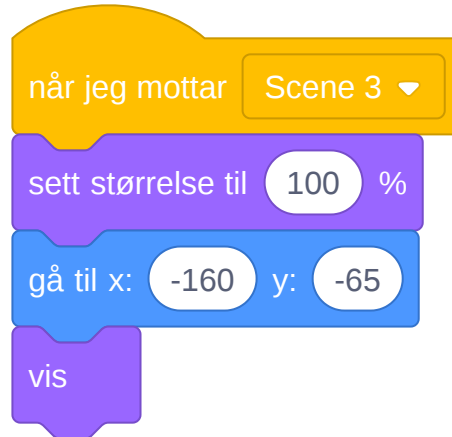 når jeg mottar Scene 3
sett størrelse til 100 %
gå til x: -160 y: -65
vis